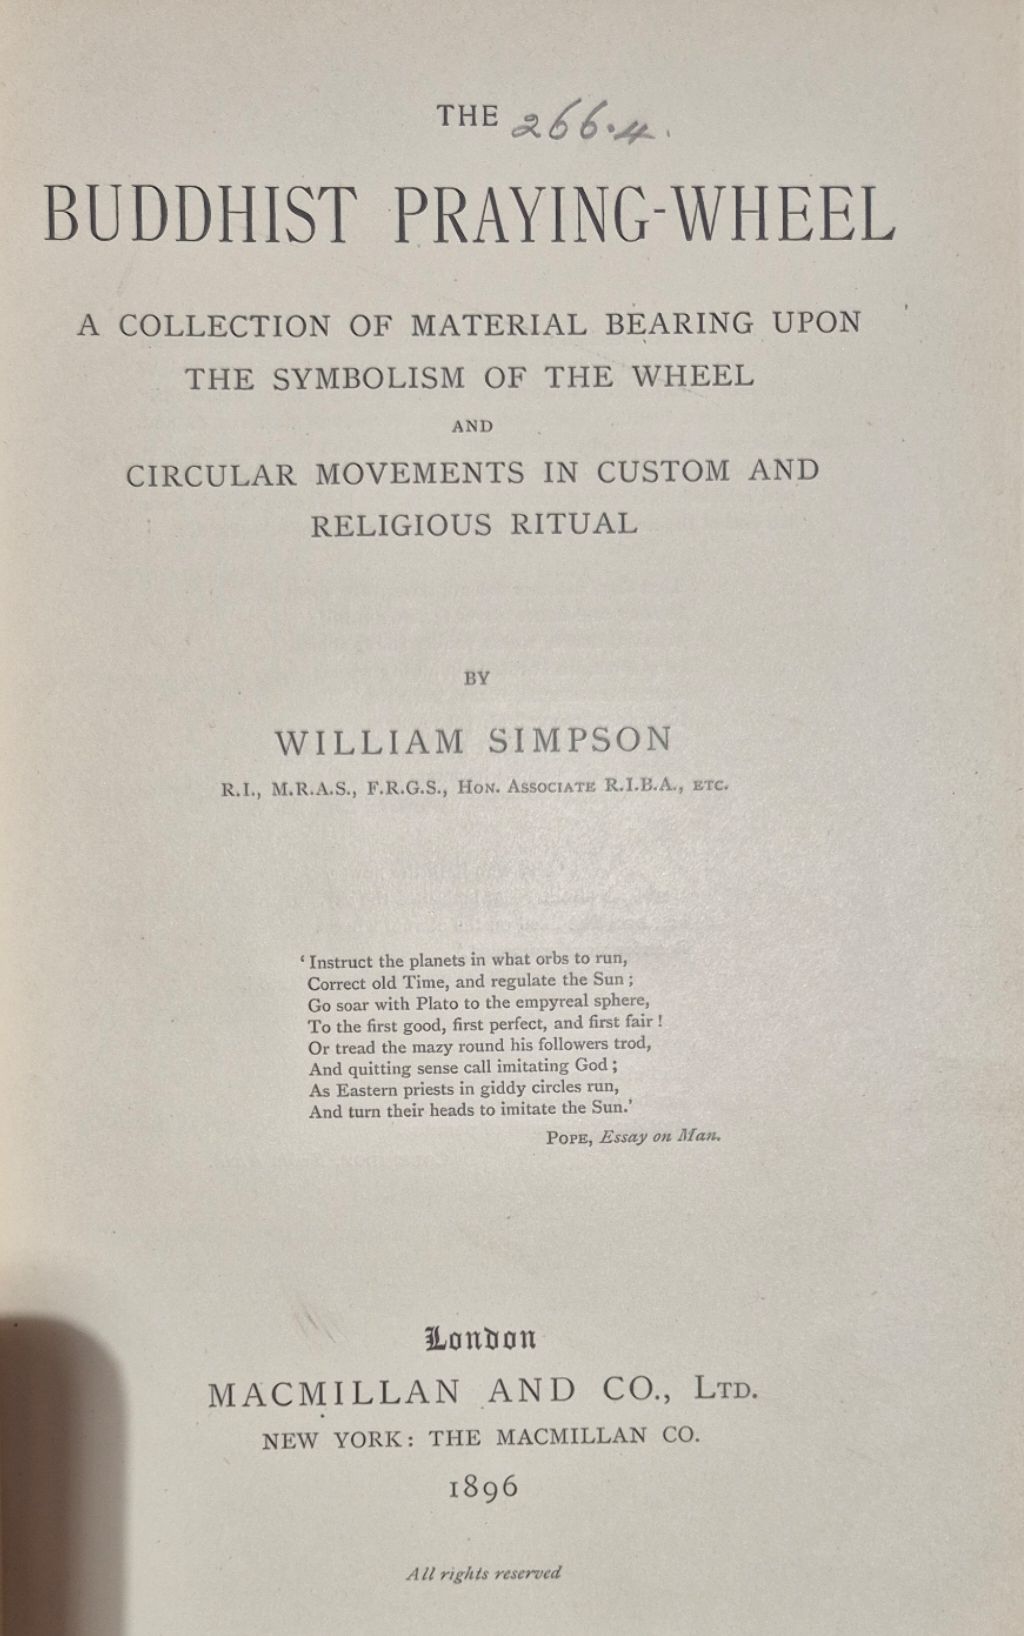 THE 266.4.
BUDDHIST PRAYING-WHEEL
A COLLECTION OF MATERIAL BEARING UPON
THE SYMBOLISM OF THE WHEEL
AND
CIRCULAR MOVEMENTS IN CUSTOM AND
RELIGIOUS RITUAL
BY
WILLIAM SIMPSON
R.I., M.R.A.S., F.R.G.S., HON. ASSOCIATE R.I.B.A., ETC.
‘Instruct the planets in what orbs to run,
Correct old Time, and regulate the Sun;
Go soar with Plato to the empyreal sphere,
To the first good, first perfect, and first fair!
Or tread the mazy round his followers trod,
And quitting sense call imitating God;
As Eastern priests in giddy circles run,
And turn their heads to imitate the Sun.’
POPE, Essay on Man.
London
MACMILLAN AND CO., LTD.
NEW YORK: THE MACMILLAN CO.
1896
All rights reserved